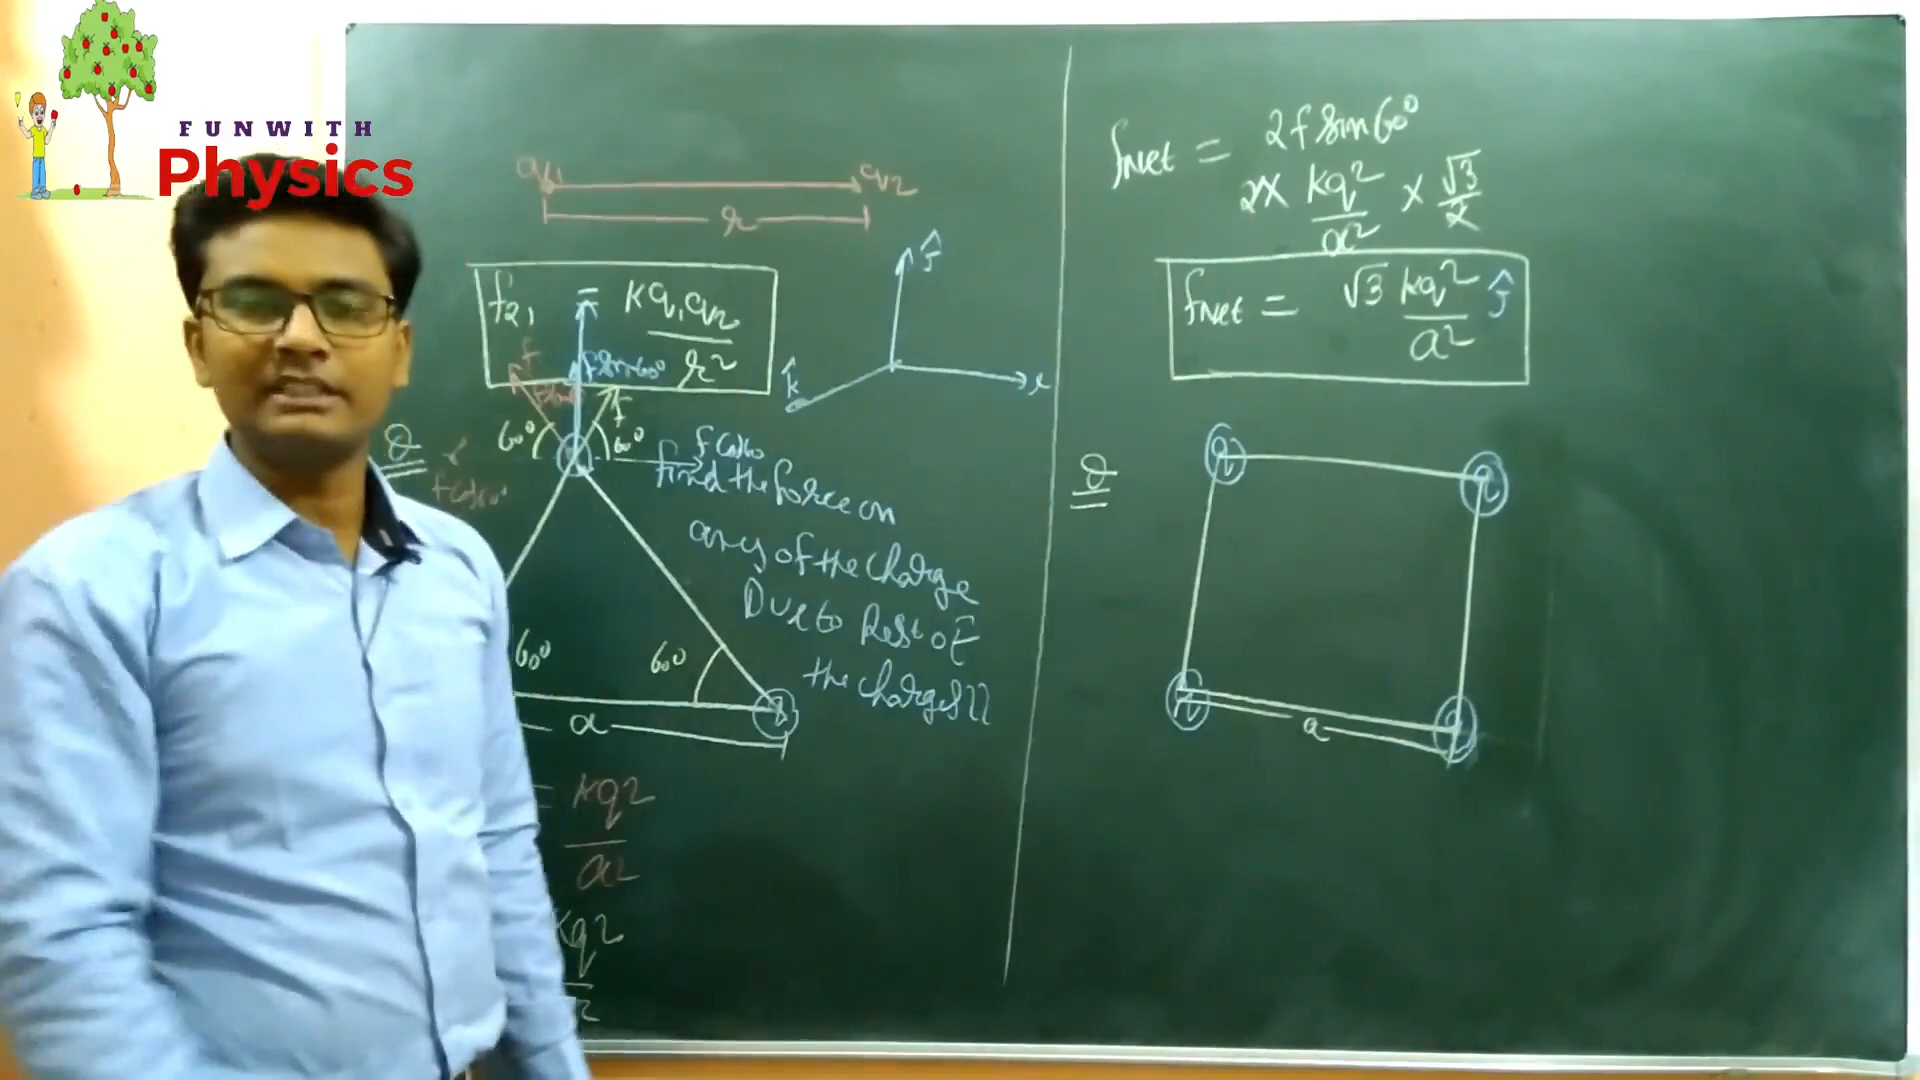 FUNWITH
Physics
q1 q2
r
f21 = kq1q2
r2
ĵ
k̂
f
f sin60°
f
60° 60°
f cos60
f cos60°
Q
find the force on
any of the charge
Due to Rest of
the charges??
60° 60°
a
= kq2
a2
kq2
fNet = 2f sin60°
2 x kq2 x √3
a2 2
fNet = √3 kq2 ĵ
a2
Q
q q
q q
a